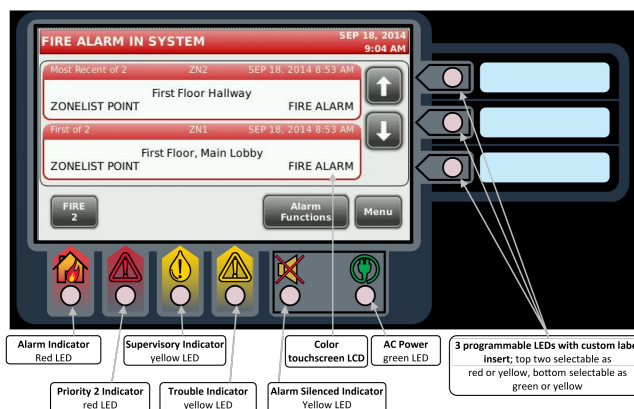 FIRE ALARM IN SYSTEM
SEP 18, 2014
9:04 AM
Most Recent of 2 ZN2 SEP 18, 2014 8:53 AM
First Floor Hallway
ZONELIST POINT FIRE ALARM
First of 2 ZN1 SEP 18, 2014 8:53 AM
First Floor, Main Lobby
ZONELIST POINT FIRE ALARM
FIRE
2
Alarm
Functions
Menu
Alarm Indicator
Red LED
Supervisory Indicator
yellow LED
Color
touchscreen LCD
AC Power
green LED
3 programmable LEDs with custom labe
insert; top two selectable as
red or yellow, bottom selectable as
green or yellow
Priority 2 Indicator
red LED
Trouble Indicator
yellow LED
Alarm Silenced Indicator
Yellow LED